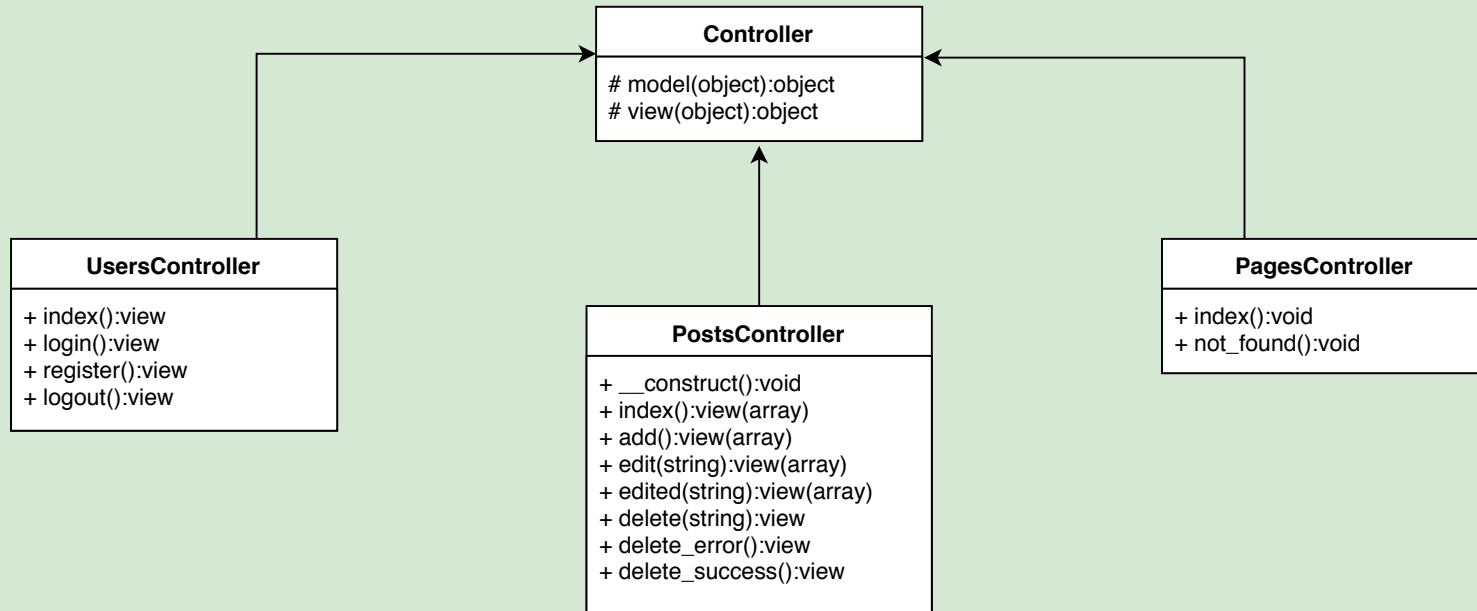 Controller
# model(object):object
# view(object):object
UsersController
+ index():view
+ login():view
+ register():view
+ logout():view
PostsController
+ __construct():void
+ index():view(array)
+ add():view(array)
+ edit(string):view(array)
+ edited(string):view(array)
+ delete(string):view
+ delete_error():view
+ delete_success():view
PagesController
+ index():void
+ not_found():void